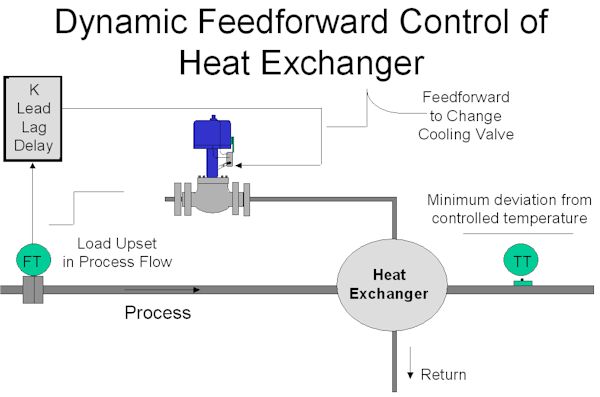 Dynamic Feedforward Control of
Heat Exchanger
K
Lead
Lag
Delay
Feedforward
to Change
Cooling Valve
Minimum deviation from
controlled temperature
Load Upset
in Process Flow
FT
TT
Heat
Exchanger
Process
Return